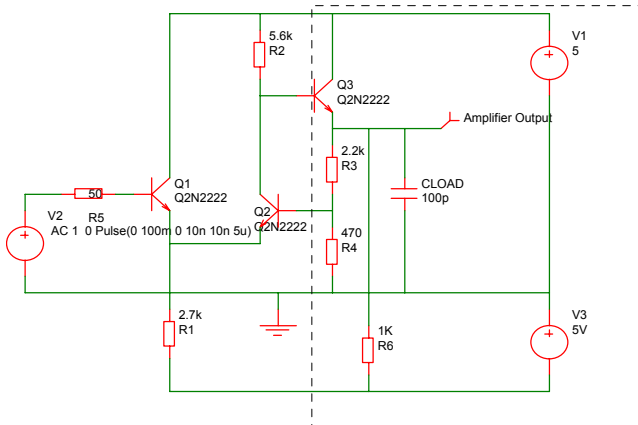 5.6k
R2
V1
5
Q3
Q2N2222
Amplifier Output
2.2k
R3
Q1
Q2N2222
50
R5
CLOAD
100p
Q2
Q2N2222
V2
AC 1 0 Pulse(0 100m 0 10n 10n 5u)
470
R4
2.7k
R1
1K
R6
V3
5V